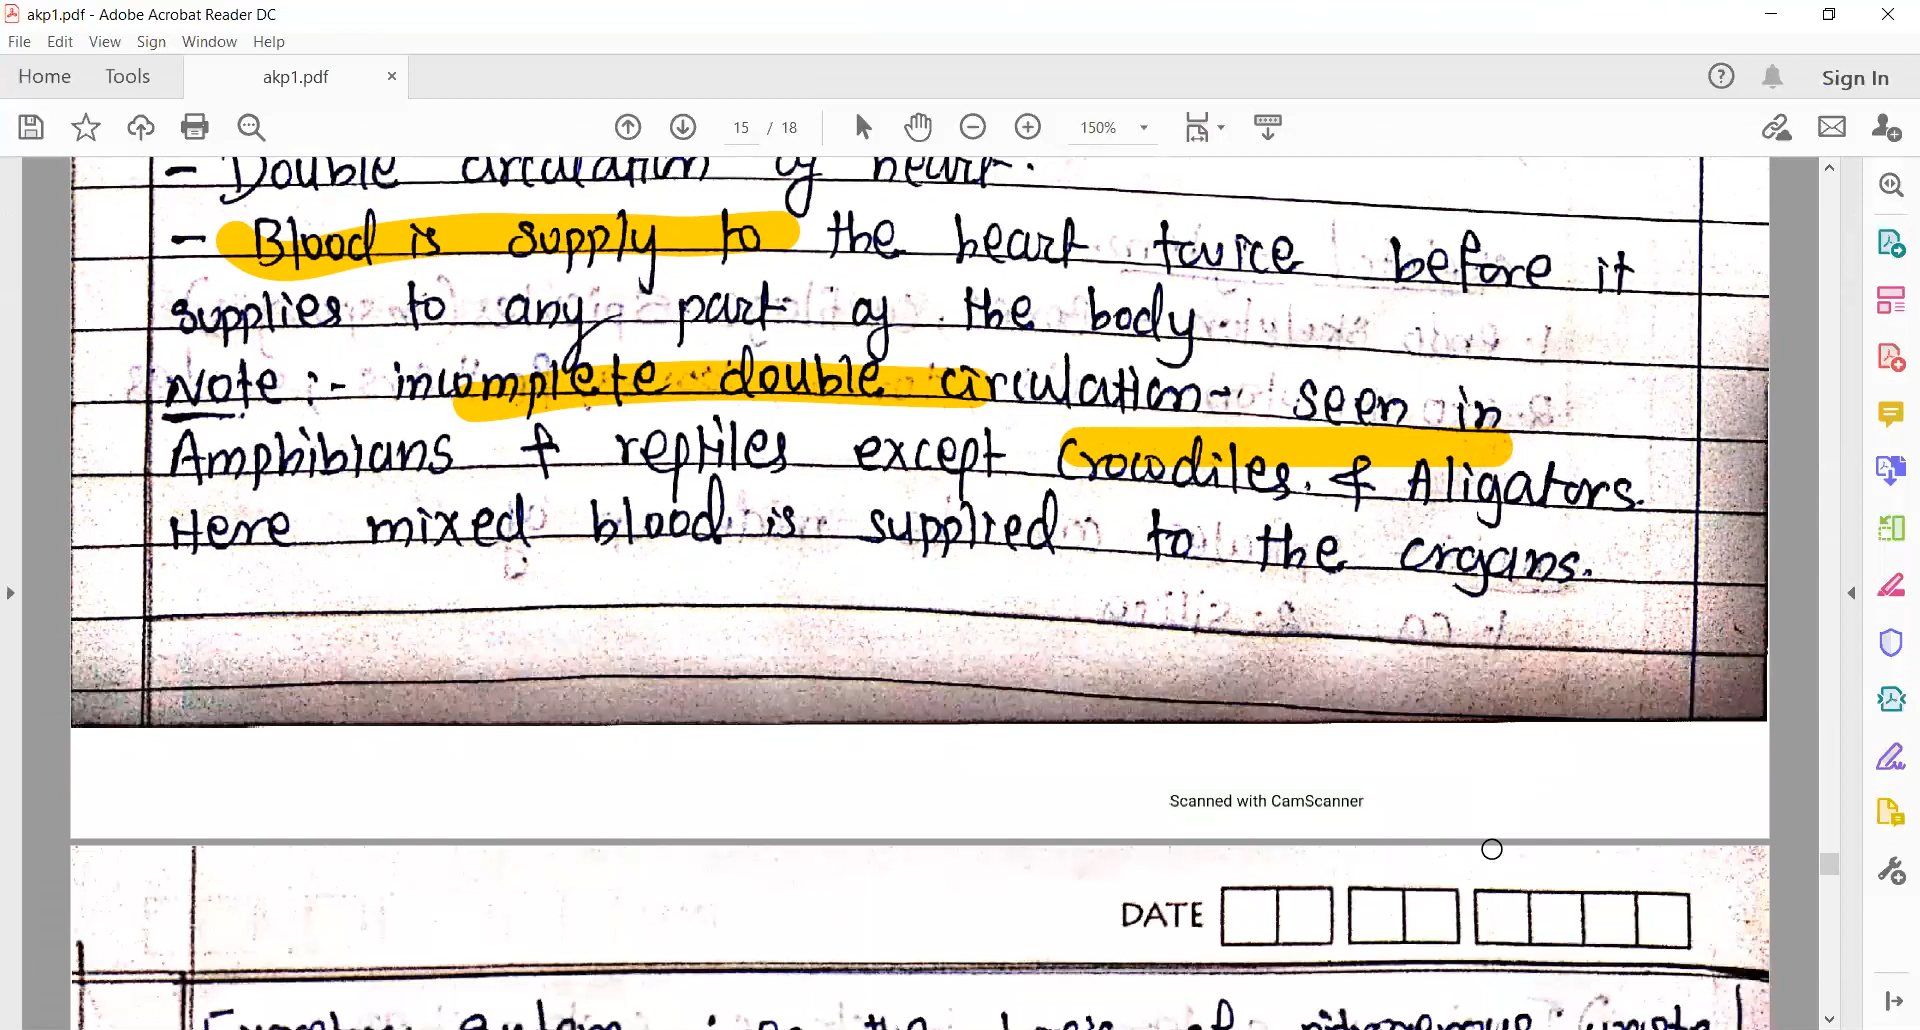 akp1.pdf - Adobe Acrobat Reader DC
File Edit View Sign Window Help
Home Tools akp1.pdf × ? Sign In
15 / 18 150%
- Double circulation of heart.
- Blood is supply to the heart twice before it
supplies to any part of the body
Note :- incomplete double circulation - seen in
Amphibians & reptiles except Crowdiles. & Aligators.
Here mixed blood is supplied to the organs.
Scanned with CamScanner
DATE